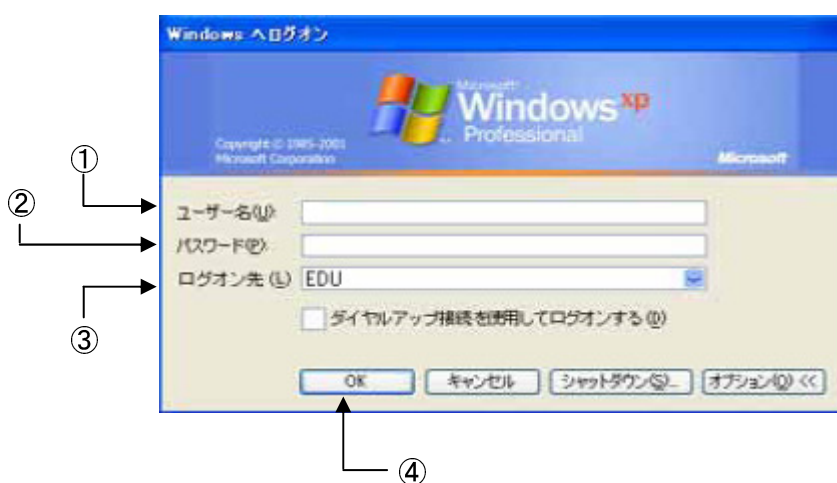 Windows へログオン
Microsoft
Windows xp
Professional
Copyright © 1985-2001
Microsoft Corporation
Microsoft
①
ユーザー名(U):
②
パスワード(P):
ログオン先 (L) EDU
③
ダイヤルアップ接続を使用してログオンする (D)
OK キャンセル シャットダウン(S)... オプション(O) <<
④